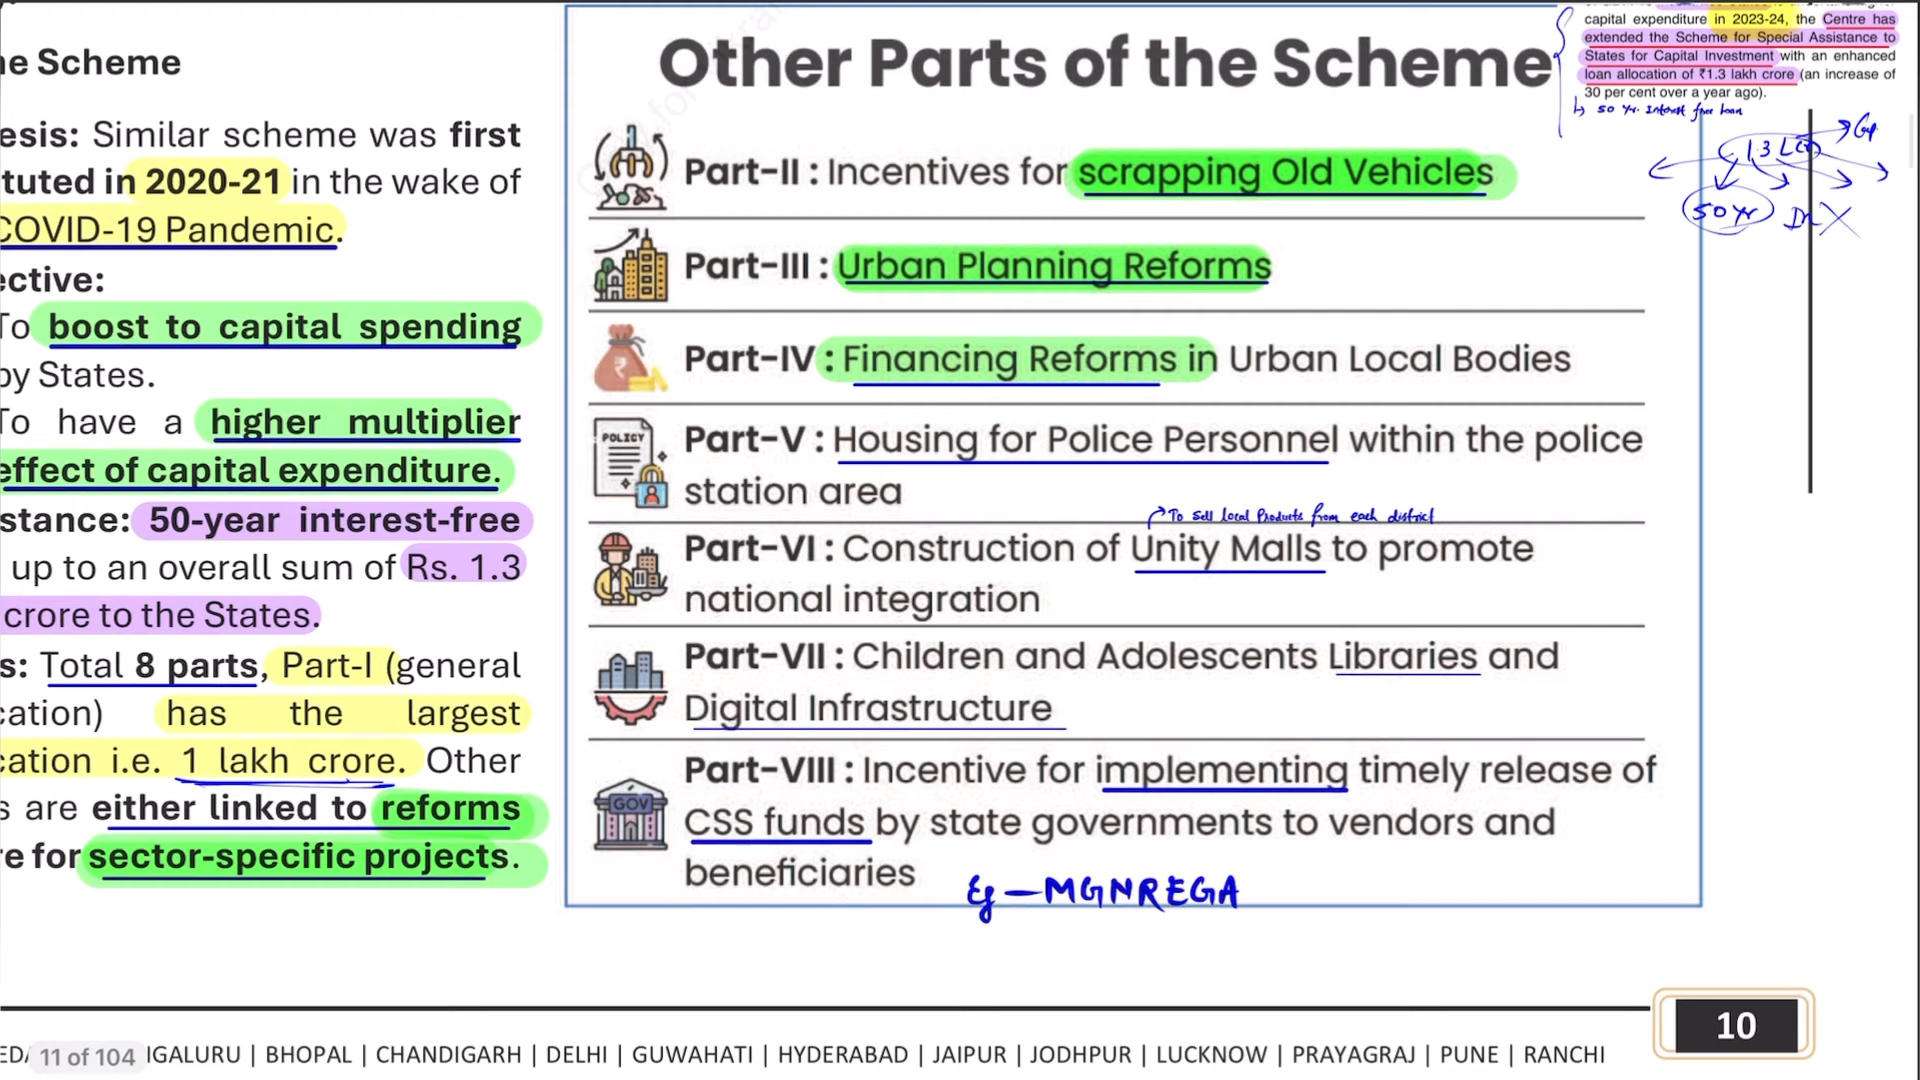 ne Scheme
esis: Similar scheme was first
tuted in 2020-21 in the wake of
COVID-19 Pandemic.
ective:
To boost to capital spending
by States.
To have a higher multiplier
effect of capital expenditure.
stance: 50-year interest-free
up to an overall sum of Rs. 1.3
crore to the States.
s: Total 8 parts, Part-I (general
cation) has the largest
cation i.e. 1 lakh crore. Other
s are either linked to reforms
re for sector-specific projects.
Other Parts of the Scheme
Part-II : Incentives for scrapping Old Vehicles
Part-III : Urban Planning Reforms
Part-IV : Financing Reforms in Urban Local Bodies
POLICY
Part-V : Housing for Police Personnel within the police
station area
To sell local Products from each district
Part-VI : Construction of Unity Malls to promote
national integration
Part-VII : Children and Adolescents Libraries and
Digital Infrastructure
GOV
Part-VIII : Incentive for implementing timely release of
CSS funds by state governments to vendors and
beneficiaries
Eg — MGNREGA
capital expenditure in 2023-24, the Centre has
extended the Scheme for Special Assistance to
States for Capital Investment with an enhanced
loan allocation of ₹1.3 lakh crore (an increase of
30 per cent over a year ago).
50 Yr. Interest free loan
1.3 LCr
50 Yr
10
11 of 104
NGALURU | BHOPAL | CHANDIGARH | DELHI | GUWAHATI | HYDERABAD | JAIPUR | JODHPUR | LUCKNOW | PRAYAGRAJ | PUNE | RANCHI